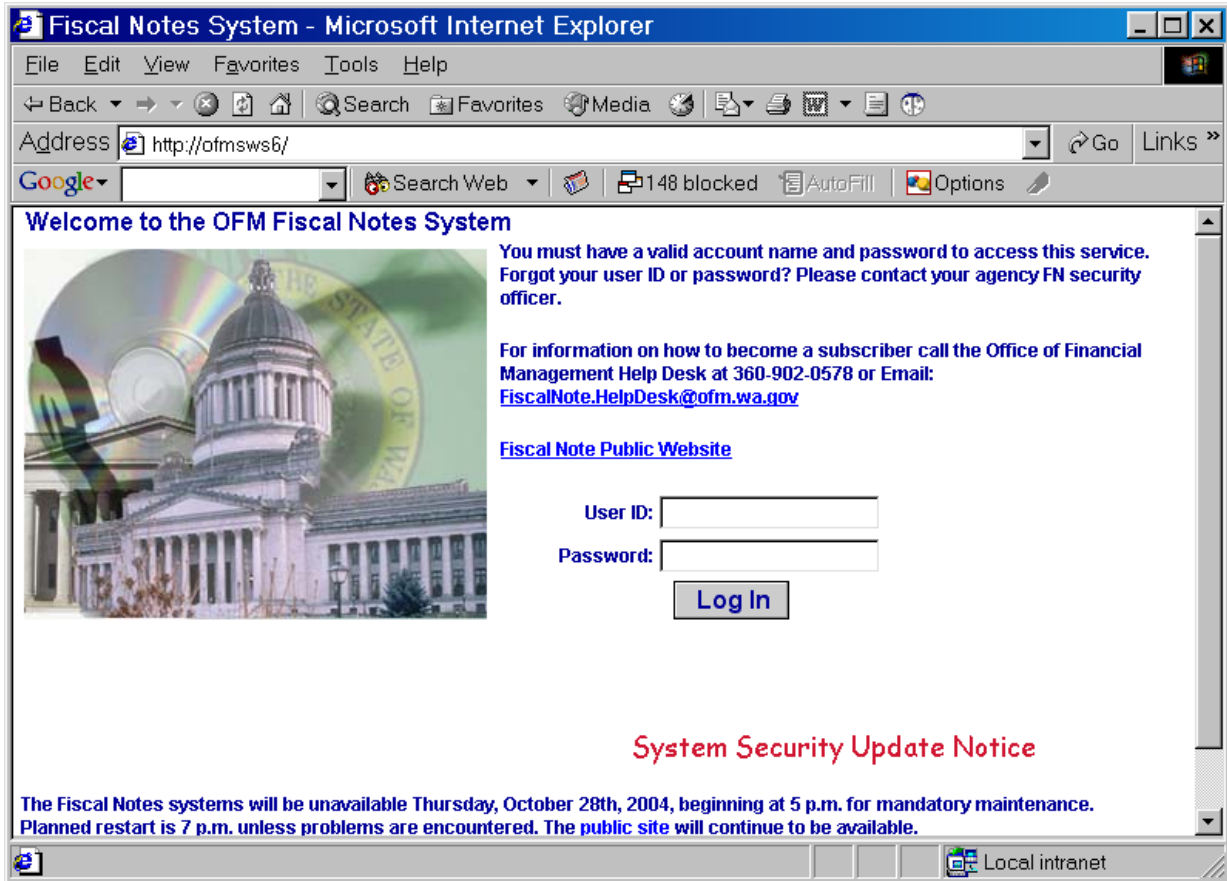 Fiscal Notes System - Microsoft Internet Explorer
File Edit View Favorites Tools Help
Back Search Favorites Media
Address http://ofmsws6/ Go Links »
Google Search Web 148 blocked AutoFill Options
Welcome to the OFM Fiscal Notes System
THE STATE OF WA
You must have a valid account name and password to access this service.
Forgot your user ID or password? Please contact your agency FN security
officer.
For information on how to become a subscriber call the Office of Financial
Management Help Desk at 360-902-0578 or Email:
FiscalNote.HelpDesk@ofm.wa.gov
Fiscal Note Public Website
User ID:
Password:
Log In
System Security Update Notice
The Fiscal Notes systems will be unavailable Thursday, October 28th, 2004, beginning at 5 p.m. for mandatory maintenance.
Planned restart is 7 p.m. unless problems are encountered. The public site will continue to be available.
Local intranet